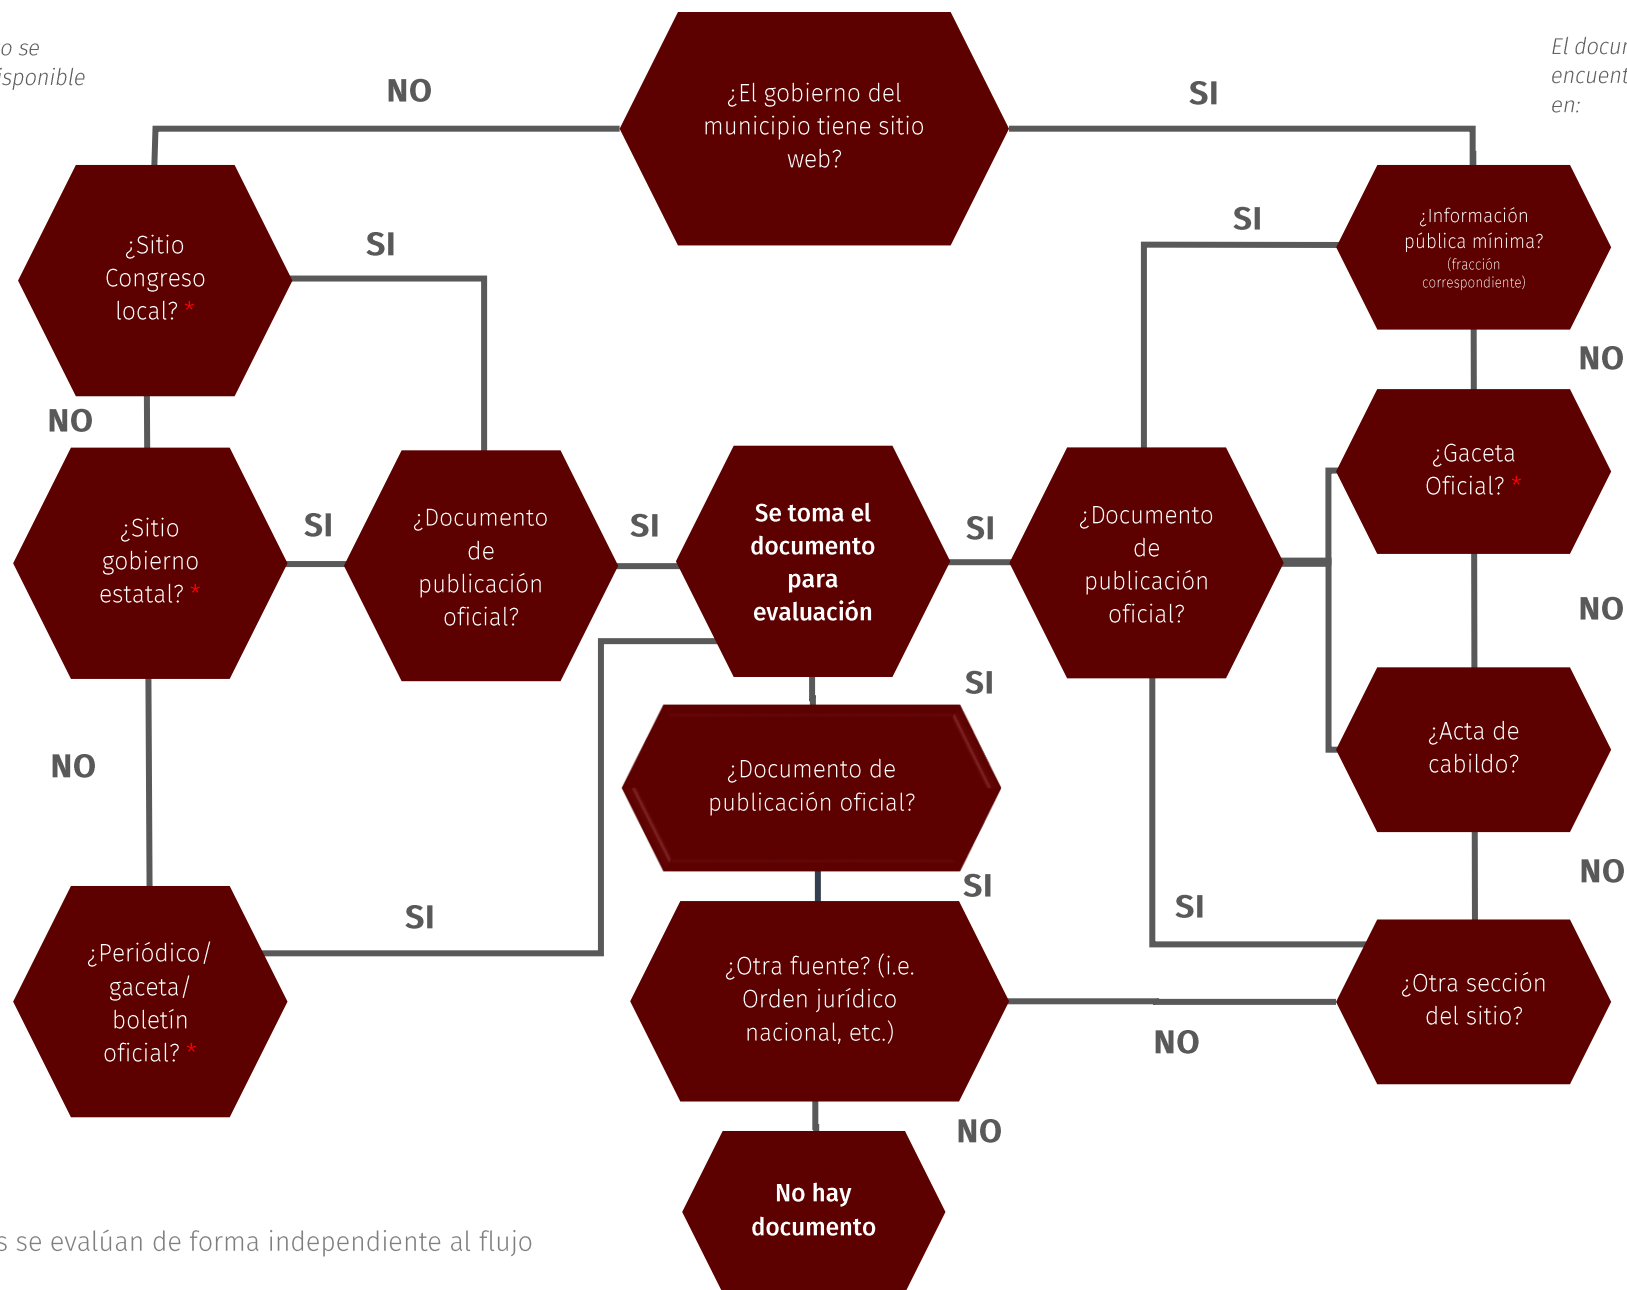 o se
isponible
NO
¿El gobierno del
municipio tiene sitio
web?
SI
El docu
encuent
en:
¿Sitio
Congreso
local? *
SI
SI
¿Información
pública mínima?
(fracción
correspondiente)
NO
NO
¿Sitio
gobierno
estatal? *
SI
¿Documento
de
publicación
oficial?
SI
Se toma el
documento
para
evaluación
SI
¿Documento
de
publicación
oficial?
¿Gaceta
Oficial? *
NO
NO
SI
¿Documento de
publicación oficial?
¿Acta de
cabildo?
NO
¿Periódico/
gaceta/
boletín
oficial? *
SI
SI
¿Otra fuente? (i.e.
Orden jurídico
nacional, etc.)
SI
NO
¿Otra sección
del sitio?
NO
No hay
documento
s se evalúan de forma independiente al flujo